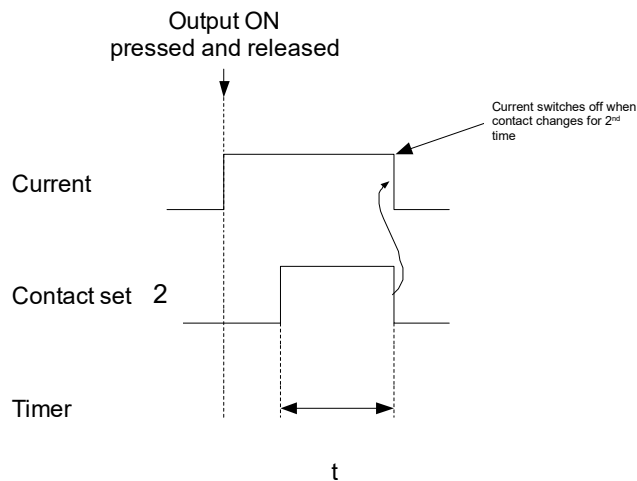 Output ON
pressed and released
Current switches off when
contact changes for 2nd
time
Current
Contact set 2
Timer
t